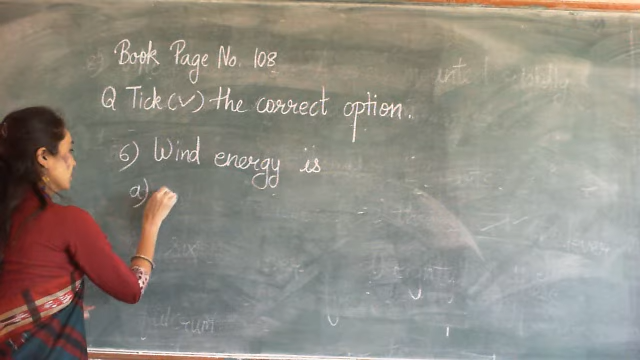 Book Page No. 108
Q Tick (✓) the correct option.
6) Wind energy is
a)